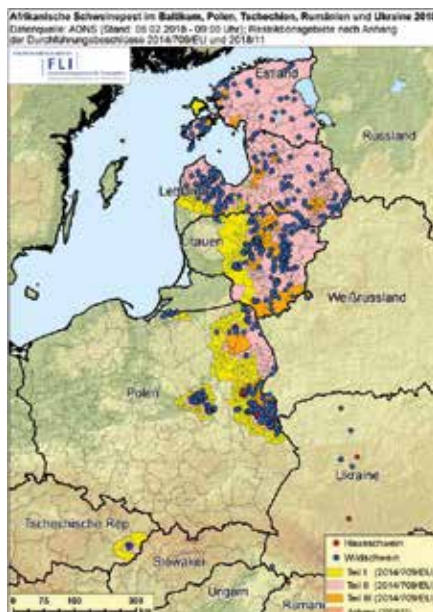 Afrikanische Schweinepest im Baltikum, Polen, Tschechien, Rumänien und Ukraine 2018
Datenquelle: ADNS (Stand: 06.02.2018 - 09:00 Uhr); Restriktionsgebiete nach Anhang
der Durchführungsbeschlüsse 2014/709/EU und 2018/11
FLI
Estland
Russland
Lettland
Litauen
Weißrussland
Polen
Ukraine
Tschechische Rep
Slowakei
Ungarn
Rumäni
Hausschwein
Wildschwein
Teil I (2014/709/EU
Teil II (2014/709/EU
Teil III (2014/709/EU
0 75 150 300